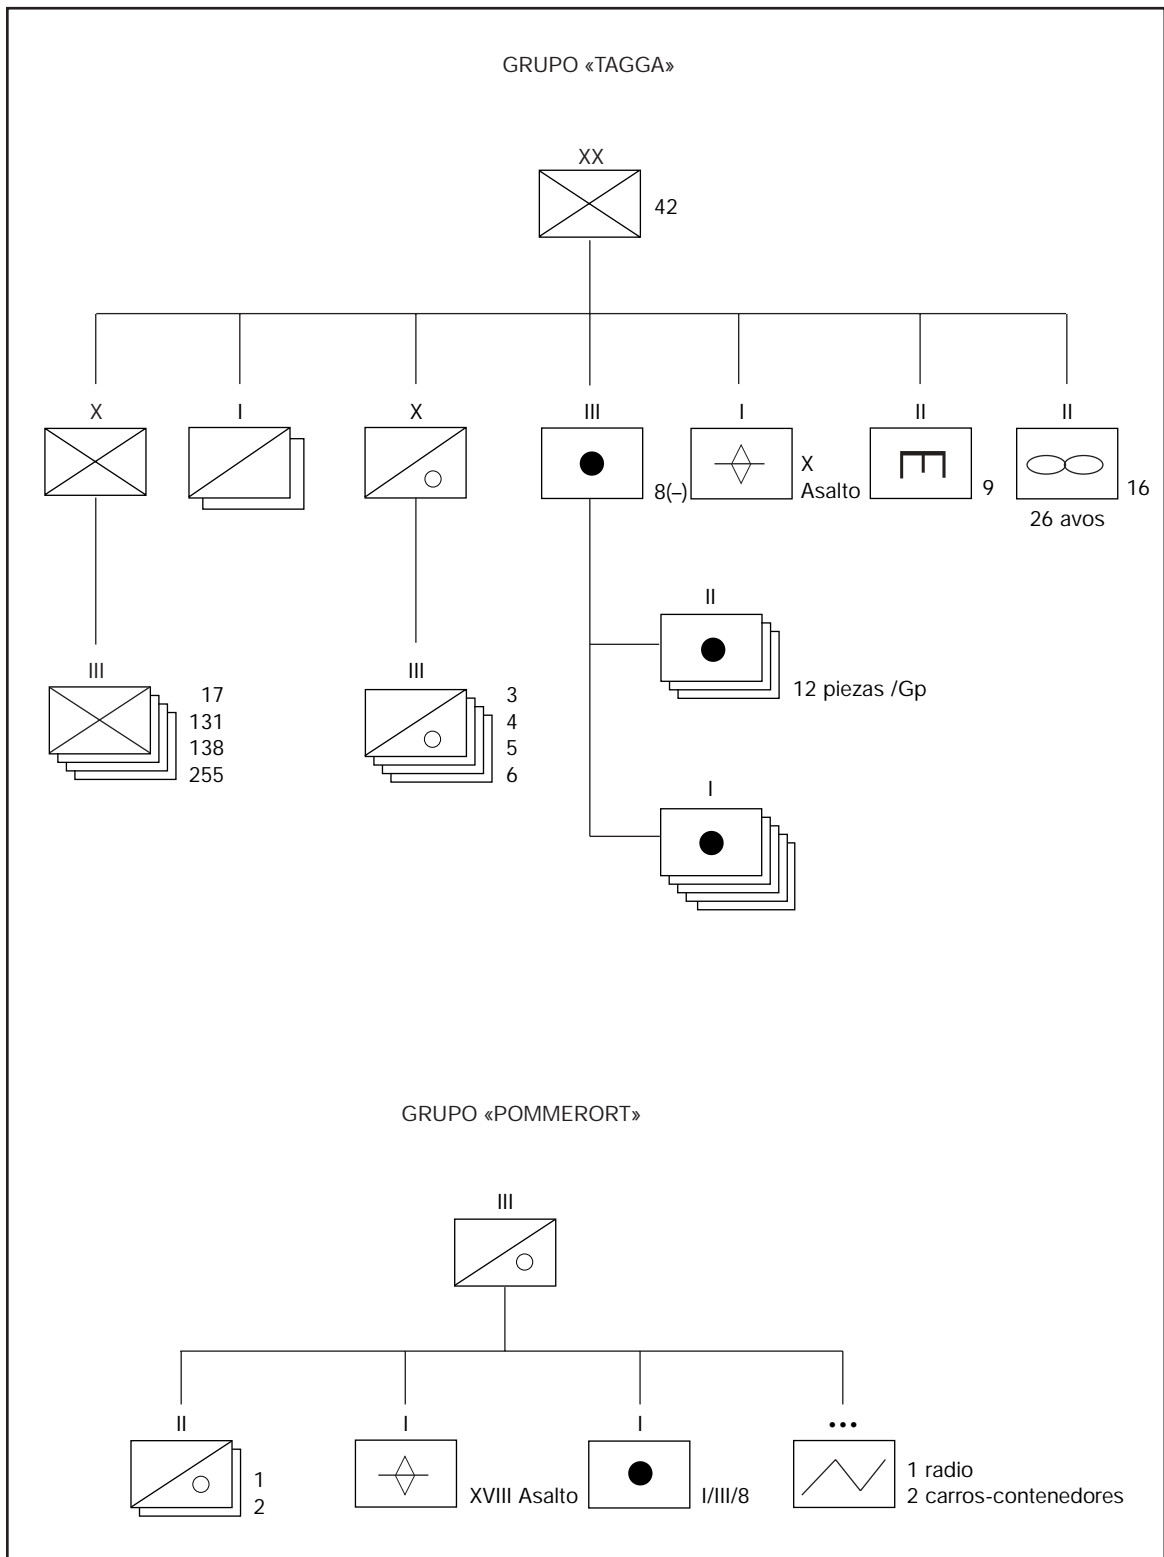 GRUPO «TAGGA»
XX
42
X
I
X
III
I
II
II
8(–)
X
Asalto
9
16
26 avos
II
12 piezas /Gp
III
17
131
138
255
III
3
4
5
6
I
GRUPO «POMMERORT»
III
II
I
I
•••
1
2
XVIII Asalto
I/III/8
1 radio
2 carros-contenedores